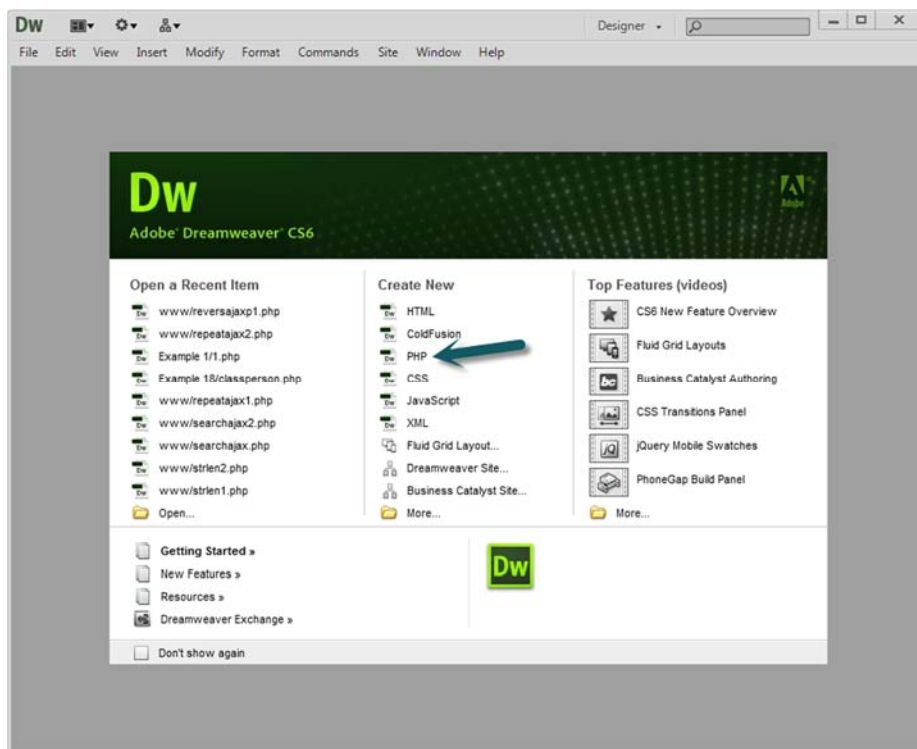 Dw
Designer
File Edit View Insert Modify Format Commands Site Window Help
Dw
Adobe® Dreamweaver® CS6
Adobe
Open a Recent Item
www/reversajaxp1.php
www/repeatajax2.php
Example 1/1.php
Example 18/classperson.php
www/repeatajax1.php
www/searchajax2.php
www/searchajax.php
www/strlen2.php
www/strlen1.php
Open...
Create New
HTML
ColdFusion
PHP
CSS
JavaScript
XML
Fluid Grid Layout...
Dreamweaver Site...
Business Catalyst Site...
More...
Top Features (videos)
CS6 New Feature Overview
Fluid Grid Layouts
Business Catalyst Authoring
CSS Transitions Panel
jQuery Mobile Swatches
PhoneGap Build Panel
More...
Getting Started »
New Features »
Resources »
Dreamweaver Exchange »
Dw
Don't show again